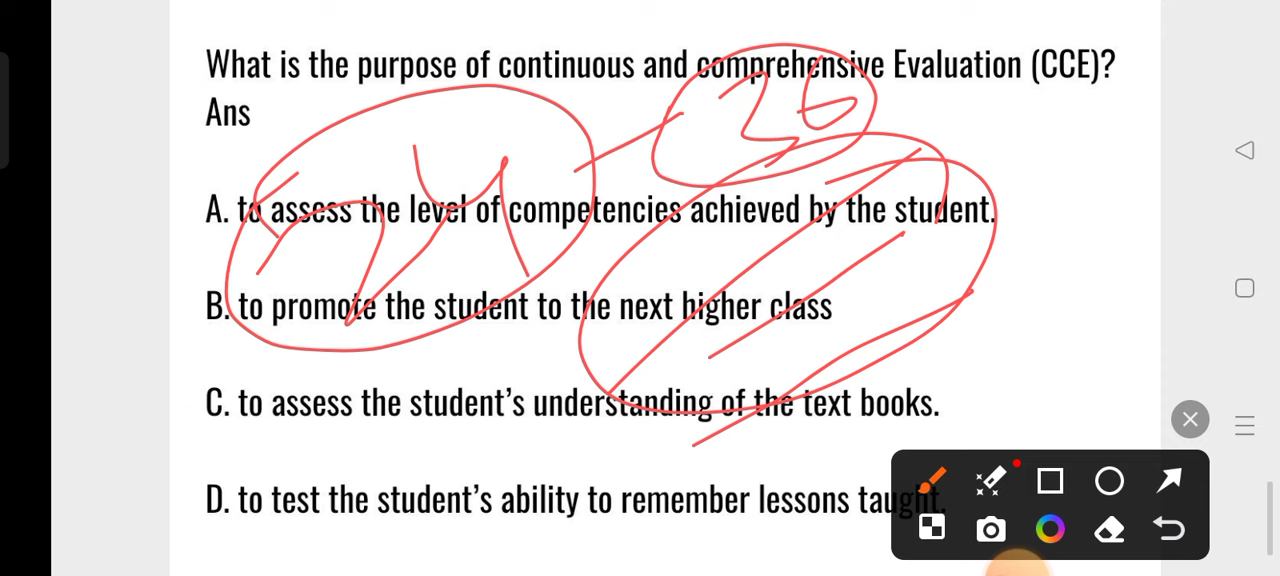 What is the purpose of continuous and comprehensive Evaluation (CCE)?
Ans
36
A. to assess the level of competencies achieved by the student.
B. to promote the student to the next higher class
C. to assess the student's understanding of the text books.
D. to test the student's ability to remember lessons taught.